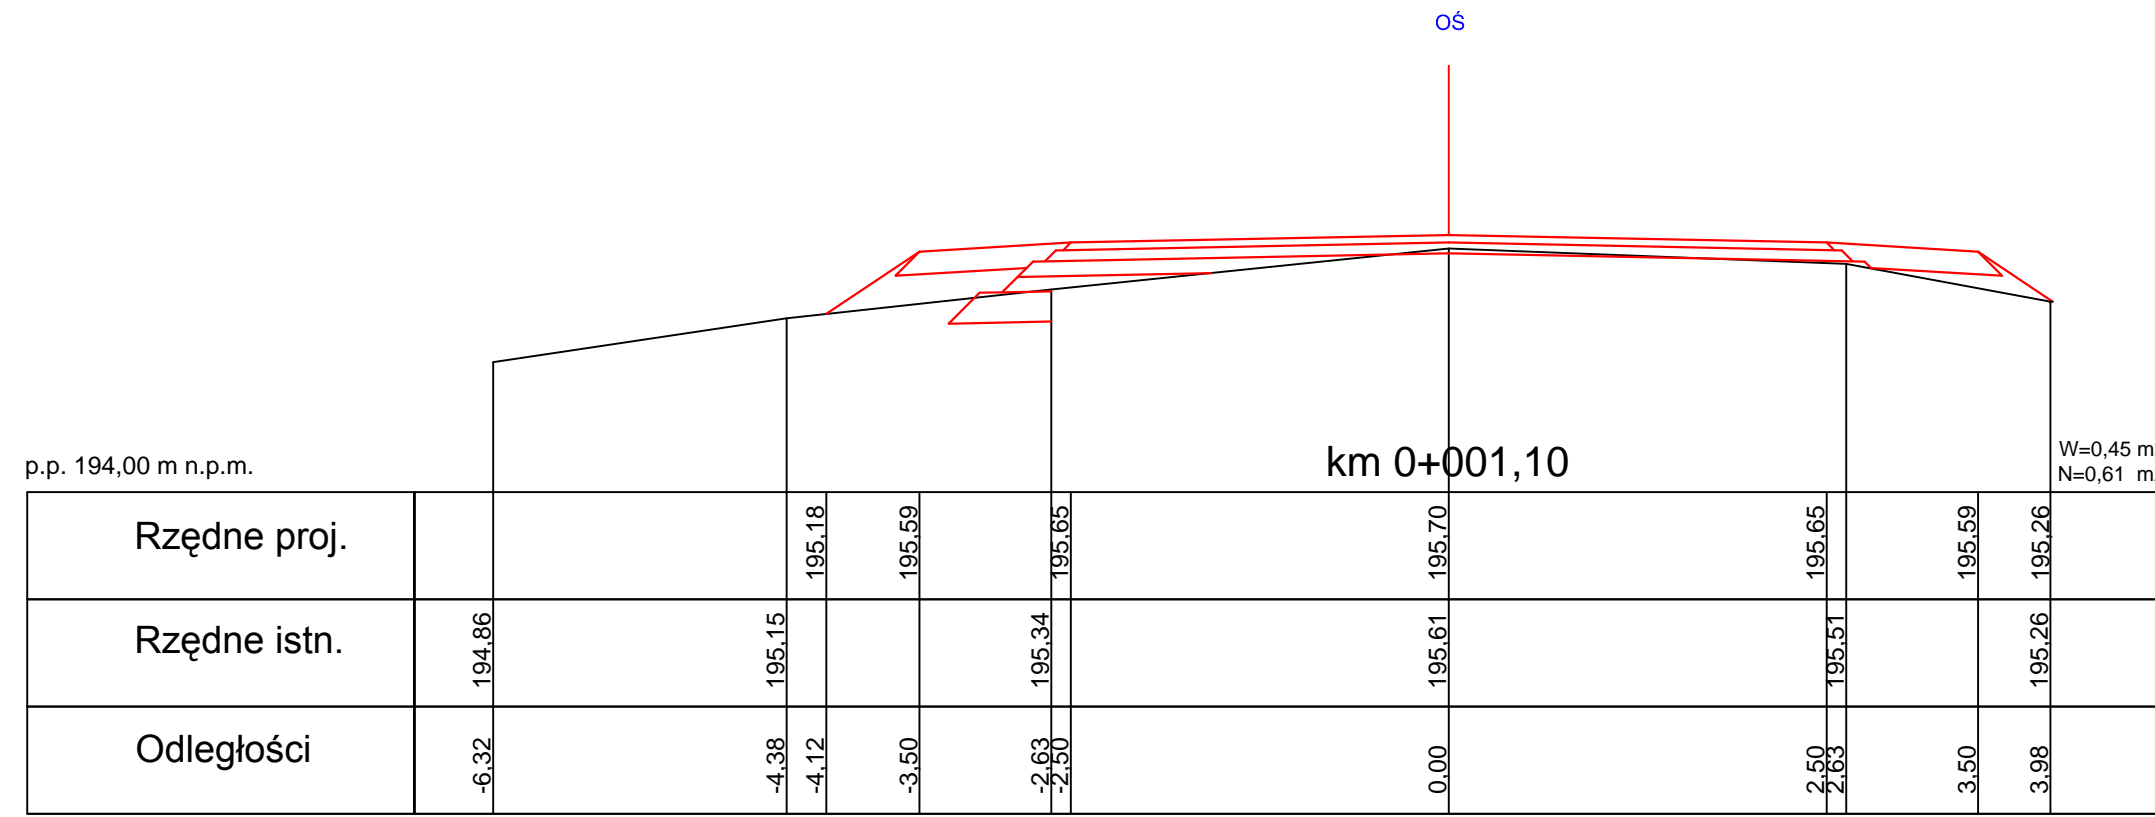 OŚ
p.p. 194,00 m n.p.m.
km 0+001,10
W=0,45 m
N=0,61 m
Rzędne proj.
195,18 195,59 195,65 195,70 195,65 195,59 195,26
Rzędne istn.
194,86 195,15 195,34 195,61 195,51 195,26
Odległości
-6,32 -4,38 -4,12 -3,50 -2,63 -2,50 0,00 2,50 2,63 3,50 3,98